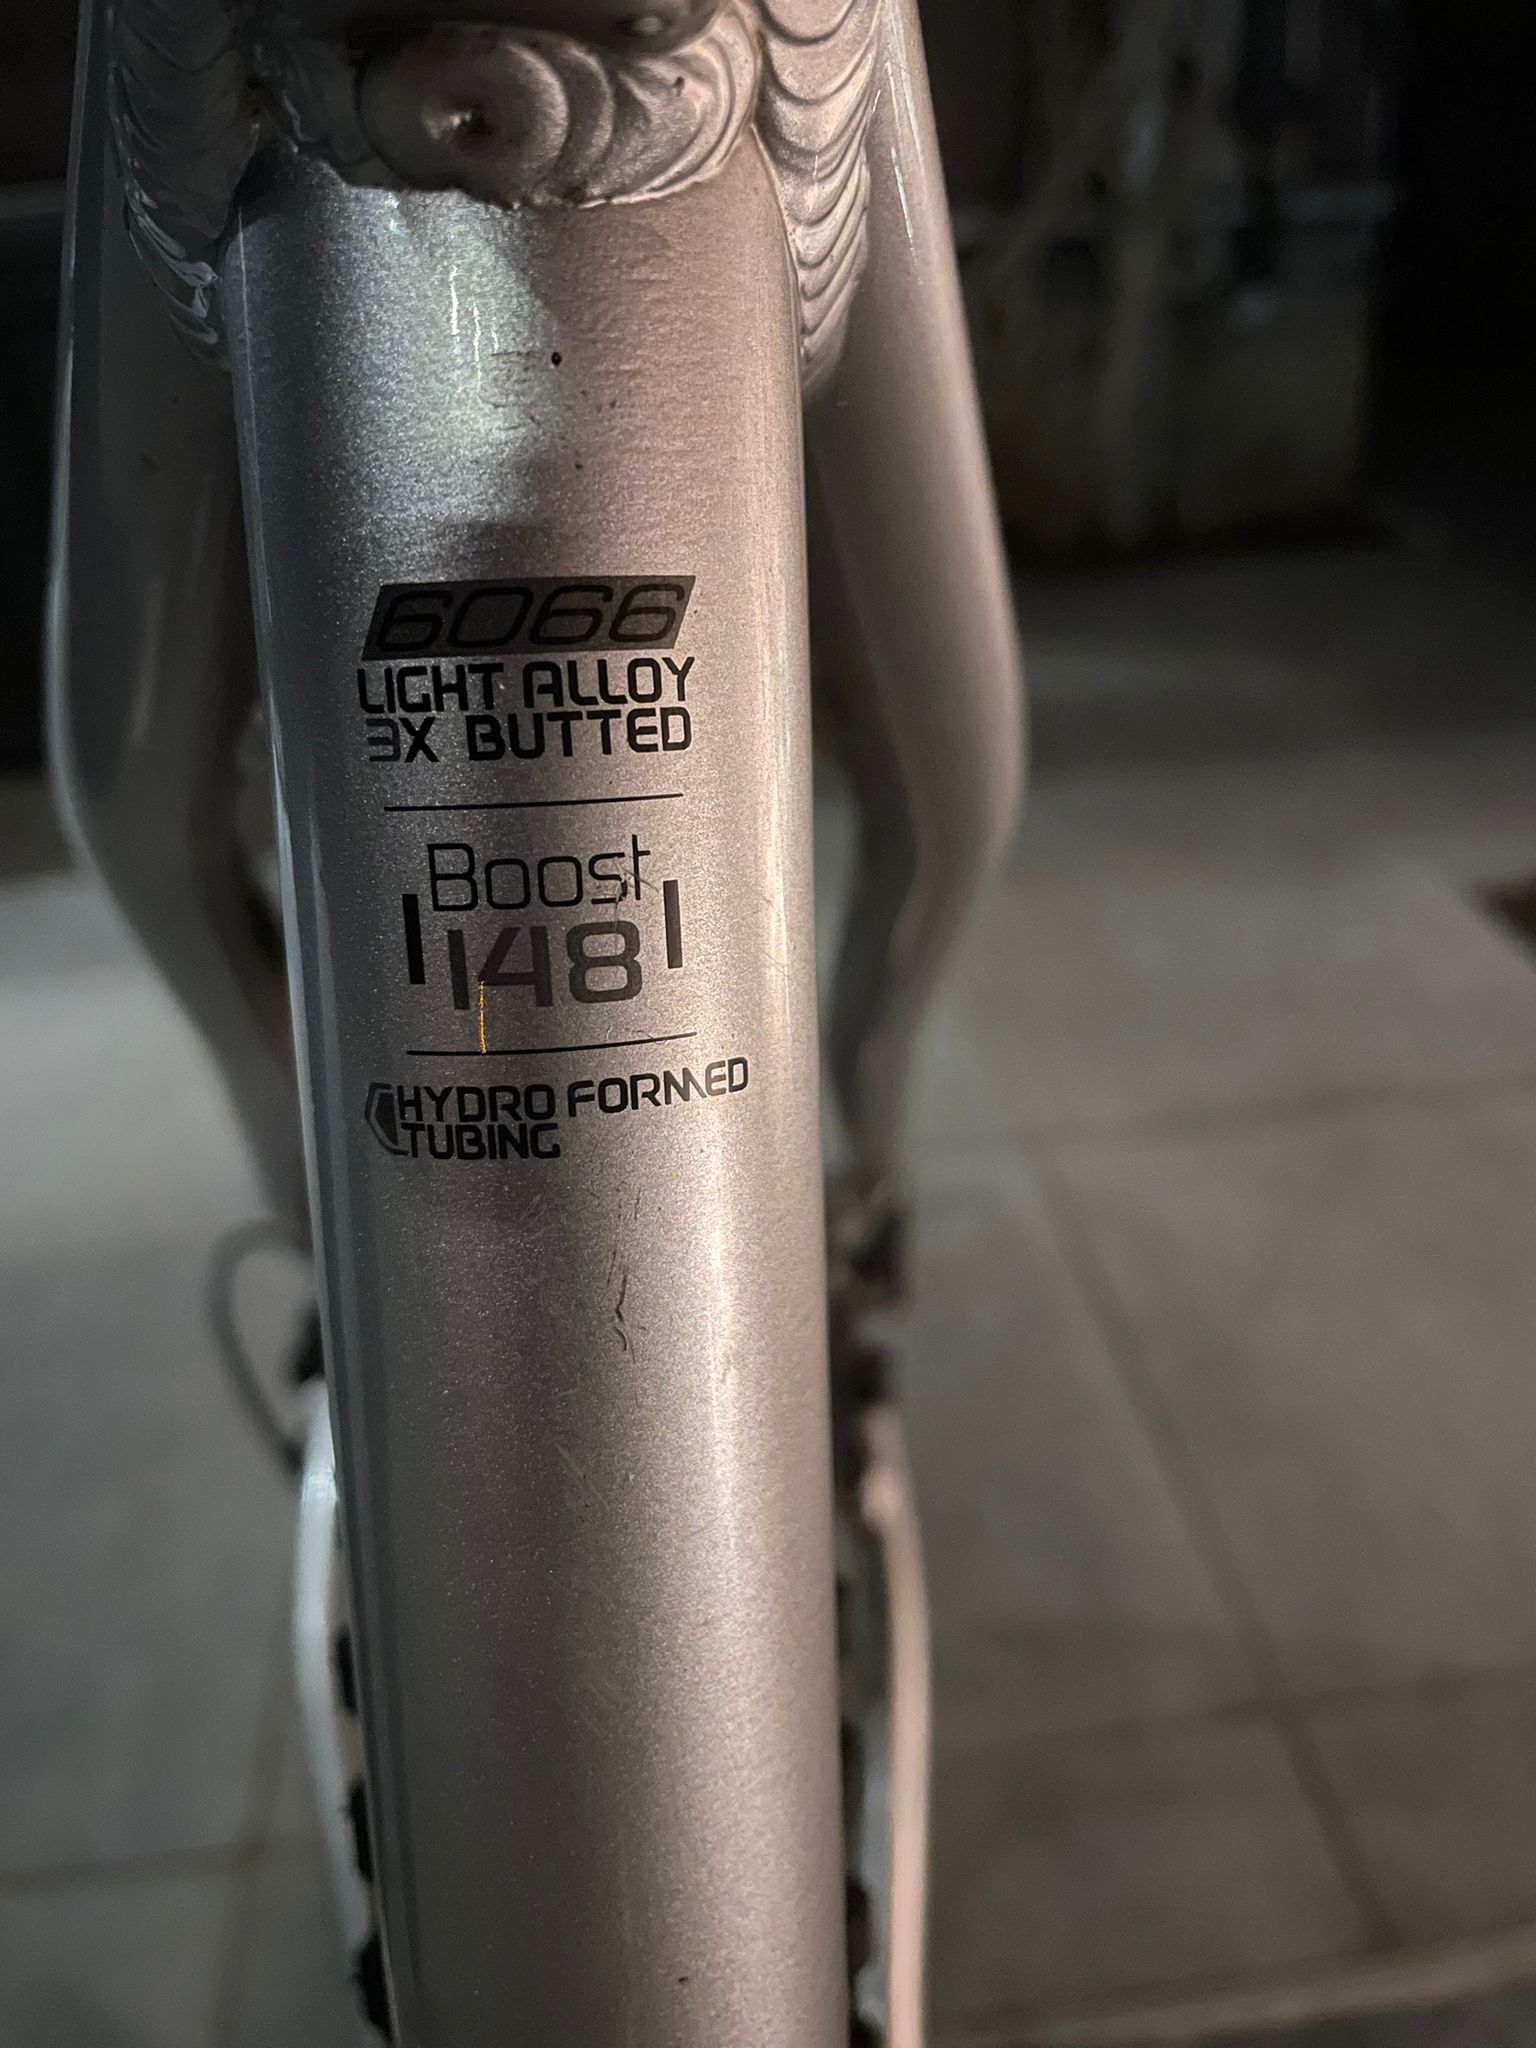 6066
LIGHT ALLOY
3X BUTTED
Boost
148
HYDRO FORMED
TUBING